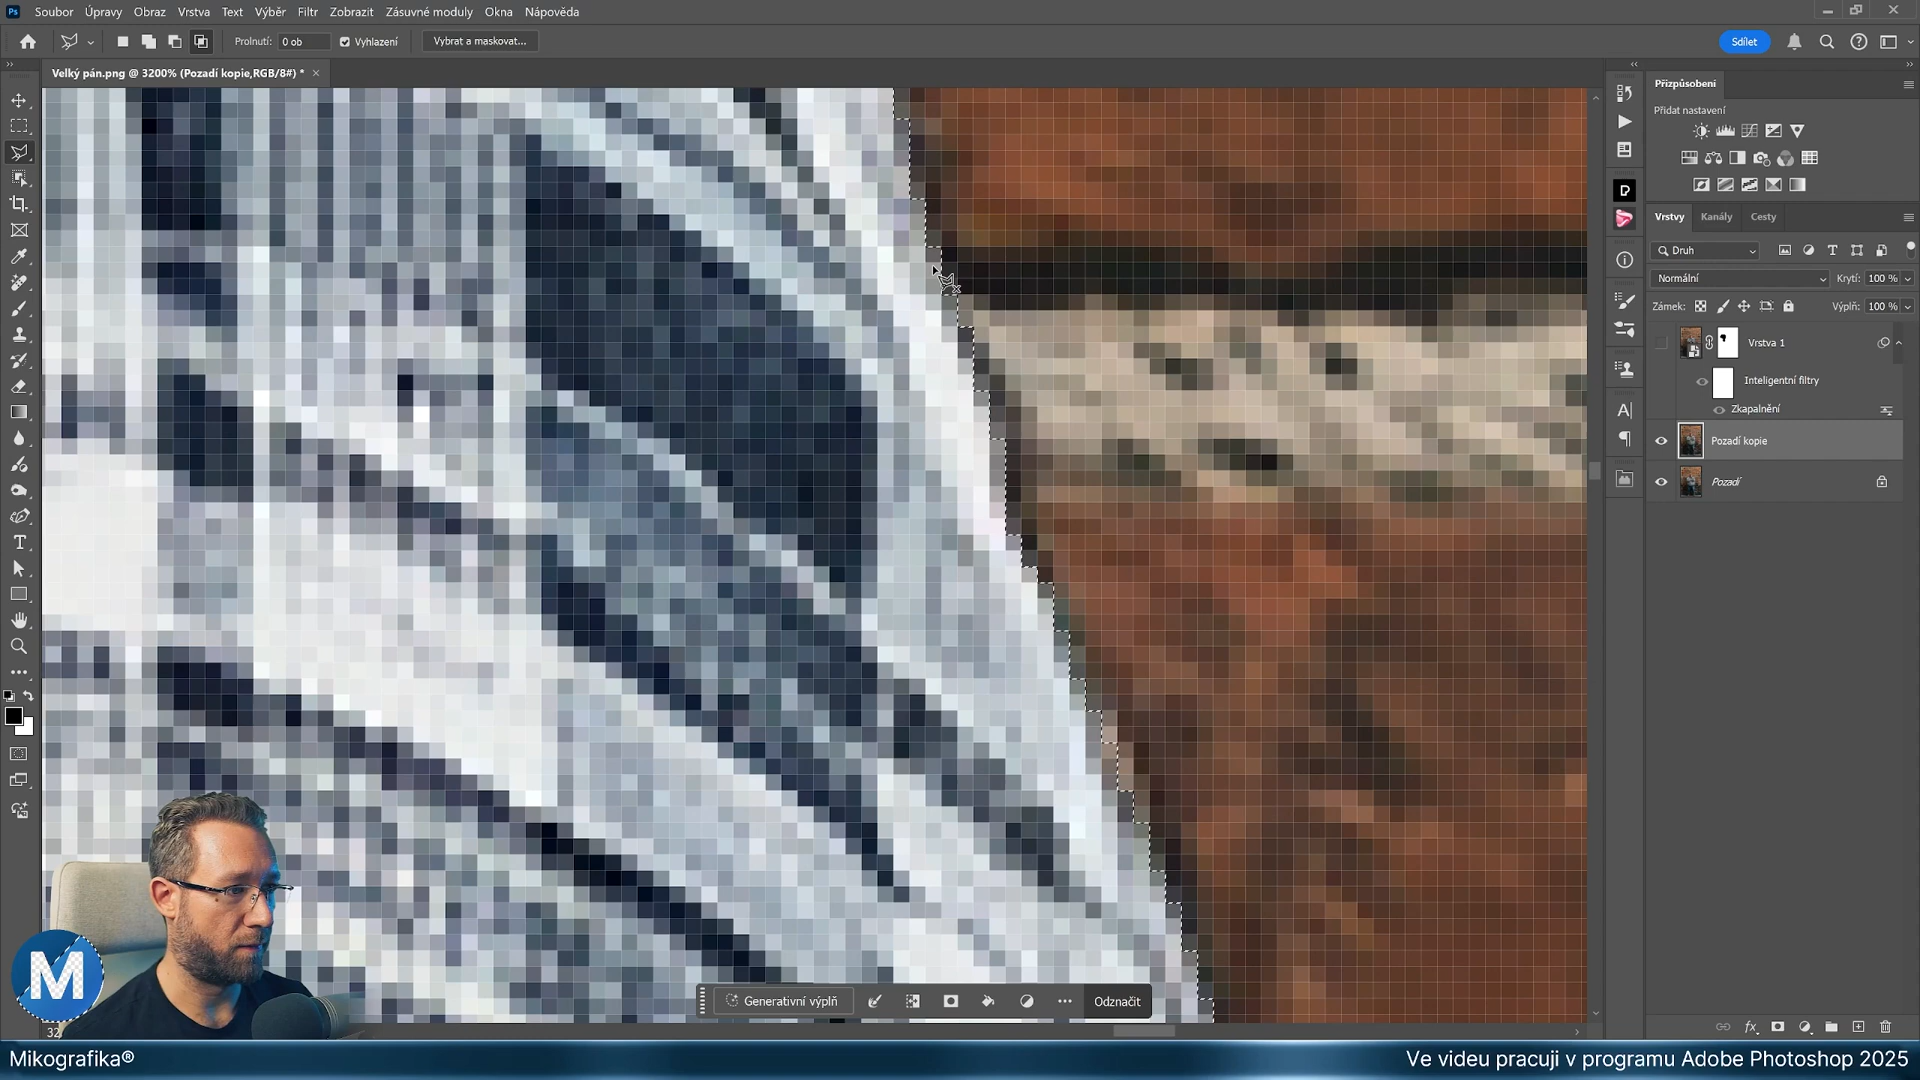 Ps Soubor Úpravy Obraz Vrstva Text Výběr Filtr Zobrazit Zásuvné moduly Okna Nápověda
Prolnutí: 0 ob Vyhlazení Vybrat a maskovat... Sdílet
Velký pán.png @ 3200% (Pozadí kopie,RGB/8#) *
Přizpůsobení
Přidat nastavení
Vrstvy Kanály Cesty
Druh
Normální Krytí: 100 %
Zámek: Výplň: 100 %
Vrstva 1
Inteligentní filtry
Zkapalnění
Pozadí kopie
Pozadí
Generativní výplň Odznačit
M
32
Mikografika® Ve videu pracuji v programu Adobe Photoshop 2025